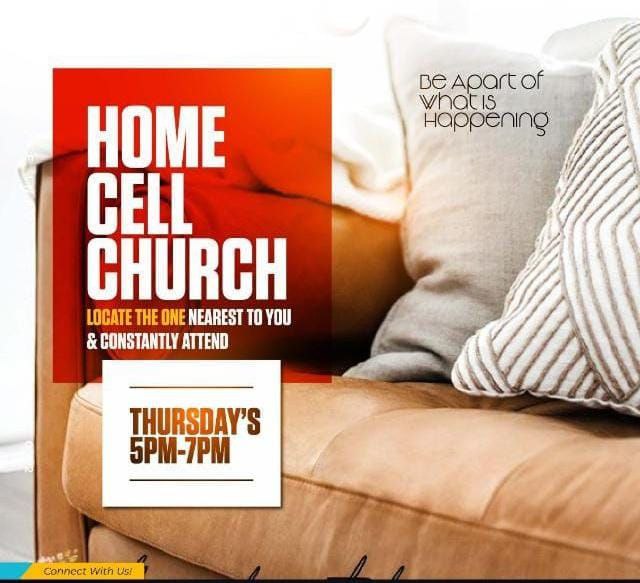 Be Apart of
what is
Happening
HOME
CELL
CHURCH
LOCATE THE ONE NEAREST TO YOU
& CONSTANTLY ATTEND
THURSDAY'S
5PM-7PM
Connect With Us!